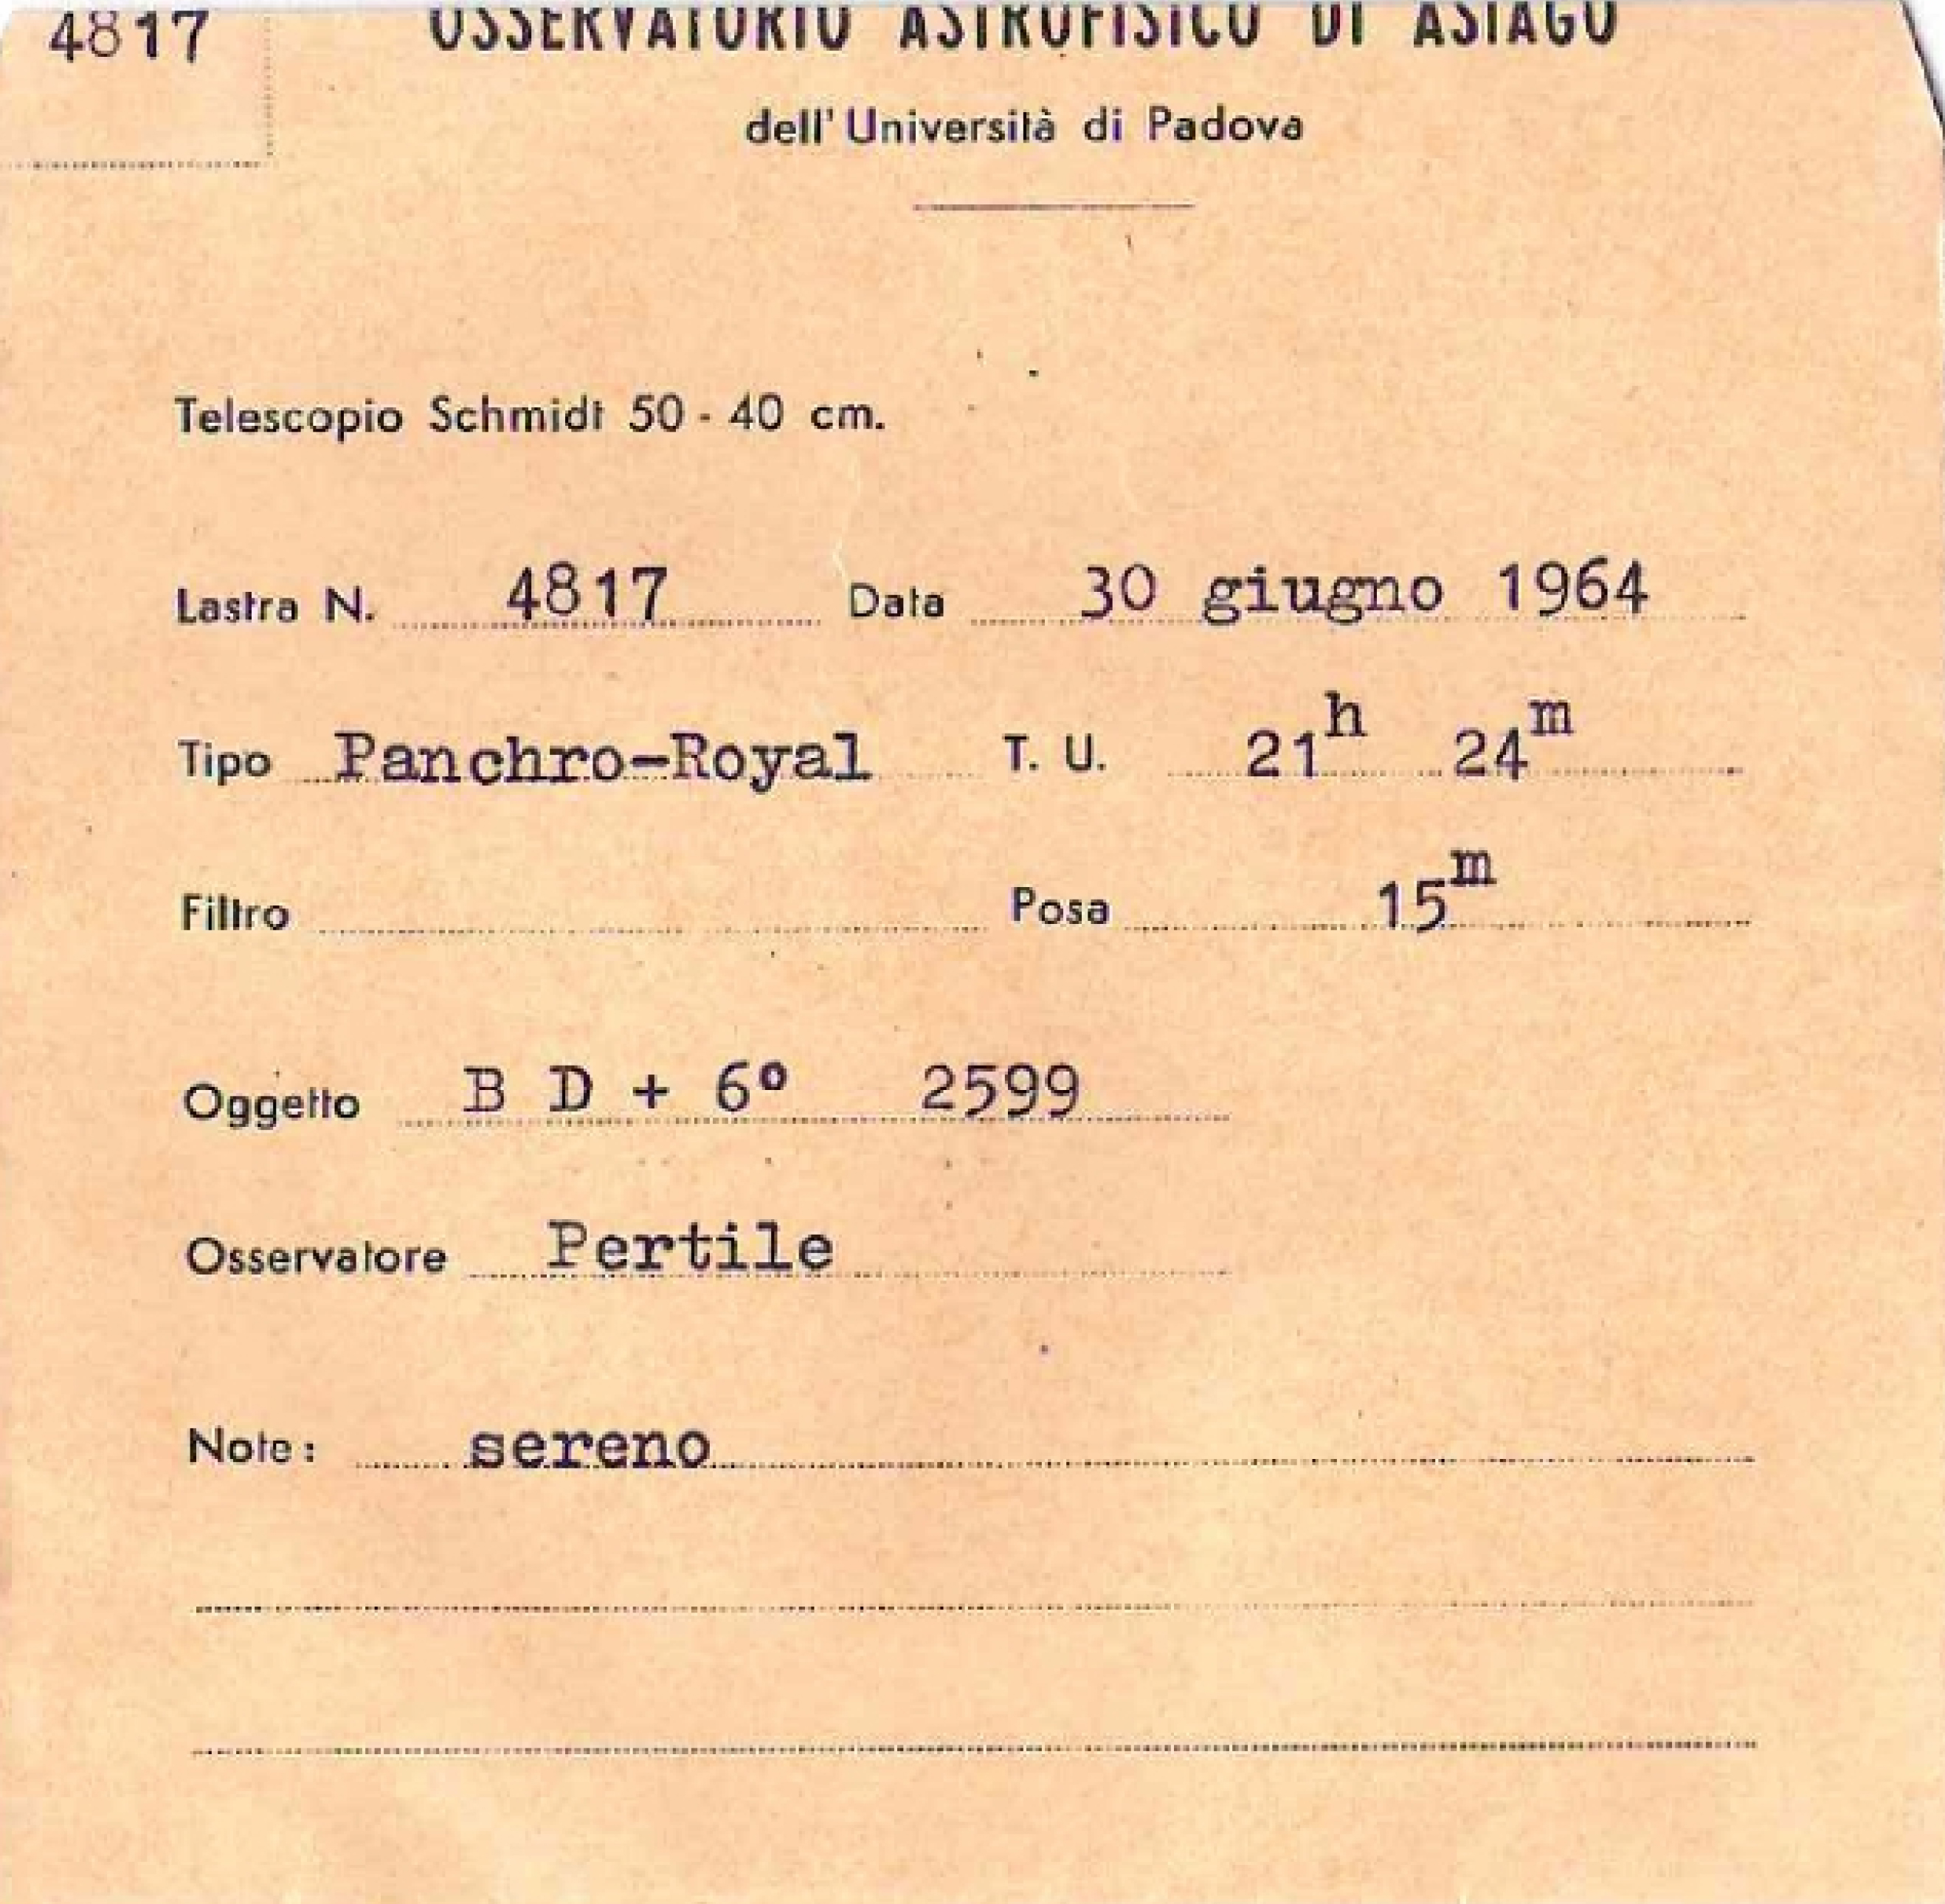 4817 OSSERVATORIO ASTROFISICO DI ASIAGO
dell' Università di Padova
Telescopio Schmidt 50 - 40 cm.
Lastra N. 4817 Data 30 giugno 1964
Tipo Panchro-Royal T. U. 21h 24m
Filtro Posa 15m
Oggetto B D + 6º 2599
Osservatore Pertile
Note: sereno